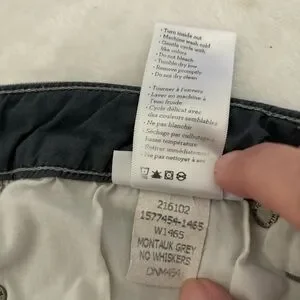 · Turn inside out
· Machine wash cold
· Gentle cycle with
like colors
· Do not bleach
· Tumble dry low
· Remove promptly
· Do not dry clean
· Tourner à l'envers
· Laver en machine à
l'eau froide
· Cycle délicat avec
des couleurs semblables
· Ne pas blanchir
· Séchage par culbutage
basse température
· Retirer immédiatement
· Ne pas nettoyer à sec
216102
1577454-1465
W1465
MONTAUK GREY
NO WHISKERS
DNM454